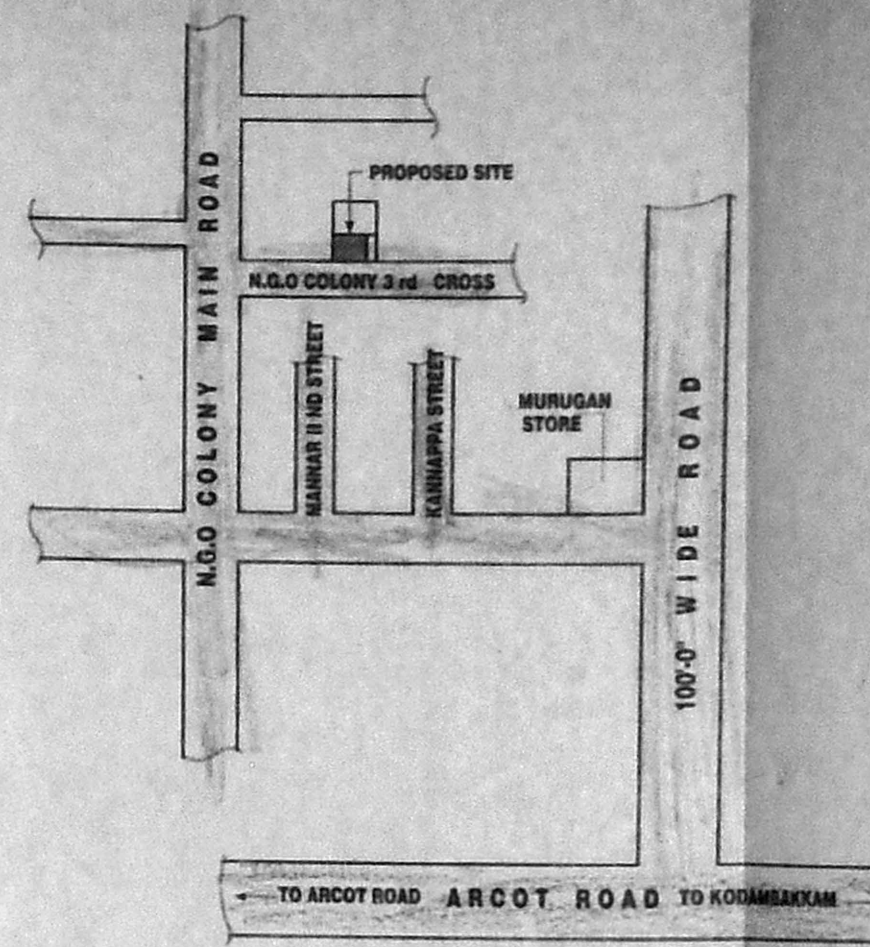 PROPOSED SITE
N.G.O COLONY MAIN ROAD
N.G.O COLONY 3 rd CROSS
MANNAR II ND STREET
KANNAPPA STREET
MURUGAN
STORE
100'-0" WIDE ROAD
TO ARCOT ROAD ARCOT ROAD TO KODAMBAKKAM